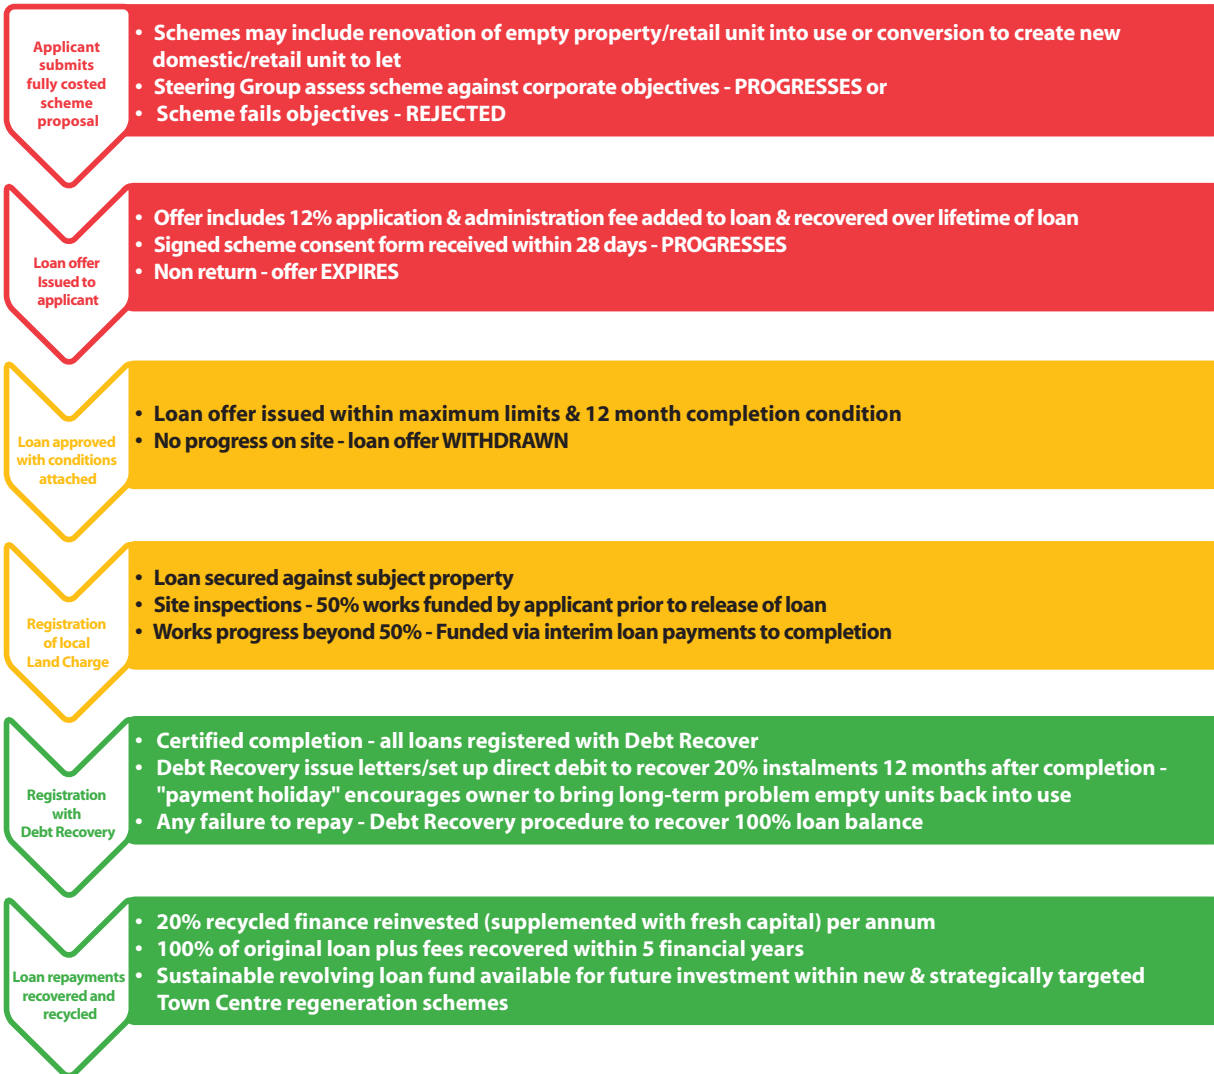 Applicant
submits
fully costed
scheme
proposal
• Schemes may include renovation of empty property/retail unit into use or conversion to create new
domestic/retail unit to let
• Steering Group assess scheme against corporate objectives - PROGRESSES or
• Scheme fails objectives - REJECTED
Loan offer
Issued to
applicant
• Offer includes 12% application & administration fee added to loan & recovered over lifetime of loan
• Signed scheme consent form received within 28 days - PROGRESSES
• Non return - offer EXPIRES
Loan approved
with conditions
attached
• Loan offer issued within maximum limits & 12 month completion condition
• No progress on site - loan offer WITHDRAWN
Registration
of local
Land Charge
• Loan secured against subject property
• Site inspections - 50% works funded by applicant prior to release of loan
• Works progress beyond 50% - Funded via interim loan payments to completion
Registration
with
Debt Recovery
• Certified completion - all loans registered with Debt Recover
• Debt Recovery issue letters/set up direct debit to recover 20% instalments 12 months after completion -
"payment holiday" encourages owner to bring long-term problem empty units back into use
• Any failure to repay - Debt Recovery procedure to recover 100% loan balance
Loan repayments
recovered and
recycled
• 20% recycled finance reinvested (supplemented with fresh capital) per annum
• 100% of original loan plus fees recovered within 5 financial years
• Sustainable revolving loan fund available for future investment within new & strategically targeted
Town Centre regeneration schemes